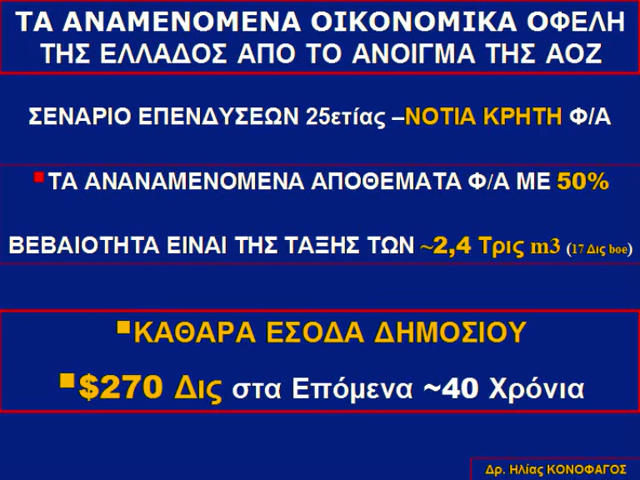 ΤΑ ΑΝΑΜΕΝΟΜΕΝΑ ΟΙΚΟΝΟΜΙΚΑ ΟΦΕΛΗ
ΤΗΣ ΕΛΛΑΔΟΣ ΑΠΟ ΤΟ ΑΝΟΙΓΜΑ ΤΗΣ ΑΟΖ
ΣΕΝΑΡΙΟ ΕΠΕΝΔΥΣΕΩΝ 25ετίας –ΝΟΤΙΑ ΚΡΗΤΗ Φ/Α
▪ΤΑ ΑΝΑΝΑΜΕΝΟΜΕΝΑ ΑΠΟΘΕΜΑΤΑ Φ/Α ΜΕ 50%
ΒΕΒΑΙΟΤΗΤΑ ΕΙΝΑΙ ΤΗΣ ΤΑΞΗΣ ΤΩΝ ~2,4 Τρις m3 (17 Δις boe)
▪ΚΑΘΑΡΑ ΕΣΟΔΑ ΔΗΜΟΣΙΟΥ
▪$270 Δις στα Επόμενα ~40 Χρόνια
Δρ. Ηλίας ΚΟΝΟΦΑΓΟΣ